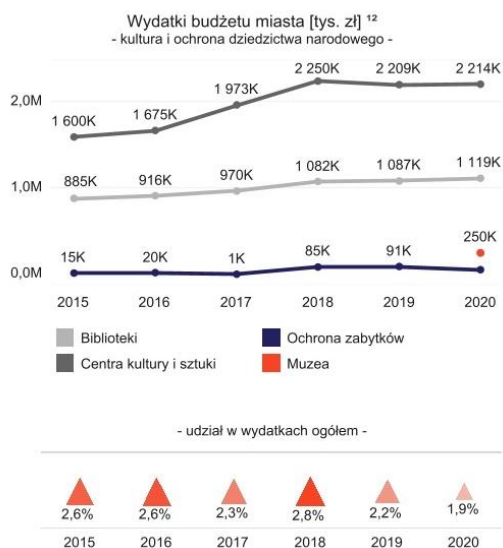 Wydatki budżetu miasta [tys. zł] ¹²
- kultura i ochrona dziedzictwa narodowego -
2 250K 2 209K 2 214K
1 973K
2,0M
1 600K 1 675K
885K 916K 970K 1 082K 1 087K 1 119K
1,0M
250K
15K 20K 1K 85K 91K
0,0M
2015 2016 2017 2018 2019 2020
Biblioteki Ochrona zabytków
Centra kultury i sztuki Muzea
- udział w wydatkach ogółem -
2,6% 2,6% 2,3% 2,8% 2,2% 1,9%
2015 2016 2017 2018 2019 2020